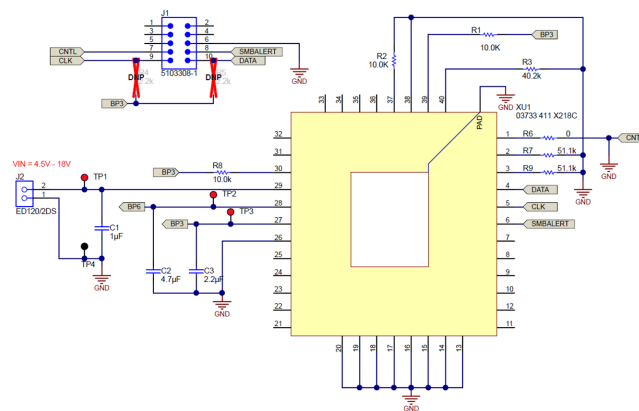 J1
1 2
3 4
5 6
CNTL 7 8 SMBALERT
CLK 9 10 DATA
5103308-1
DNP DNP
BP3
GND
R1
10.0K
BP3
R2
10.0K
R3
40.2k
GND
PAD
XU1
03733 411 X218C
33 34 35 36 37 38 39 40
32
31
30
29
28
27
26
25
24
23
22
21
1 R6 0
CNT
2 R7 51.1k
3 R9 51.1k
4 DATA
5 CLK
6 SMBALERT
7
8
9
10
12
11
GND
GND
VIN = 4.5V - 18V
J2
2
1
ED120/2DS
TP1
TP4
C1
1µF
GND
BP3
R8
10.0k
BP6
TP2
BP3
TP3
C2
4.7µF
C3
2.2µF
GND
20 19 18 17 16 15 14 13
GND